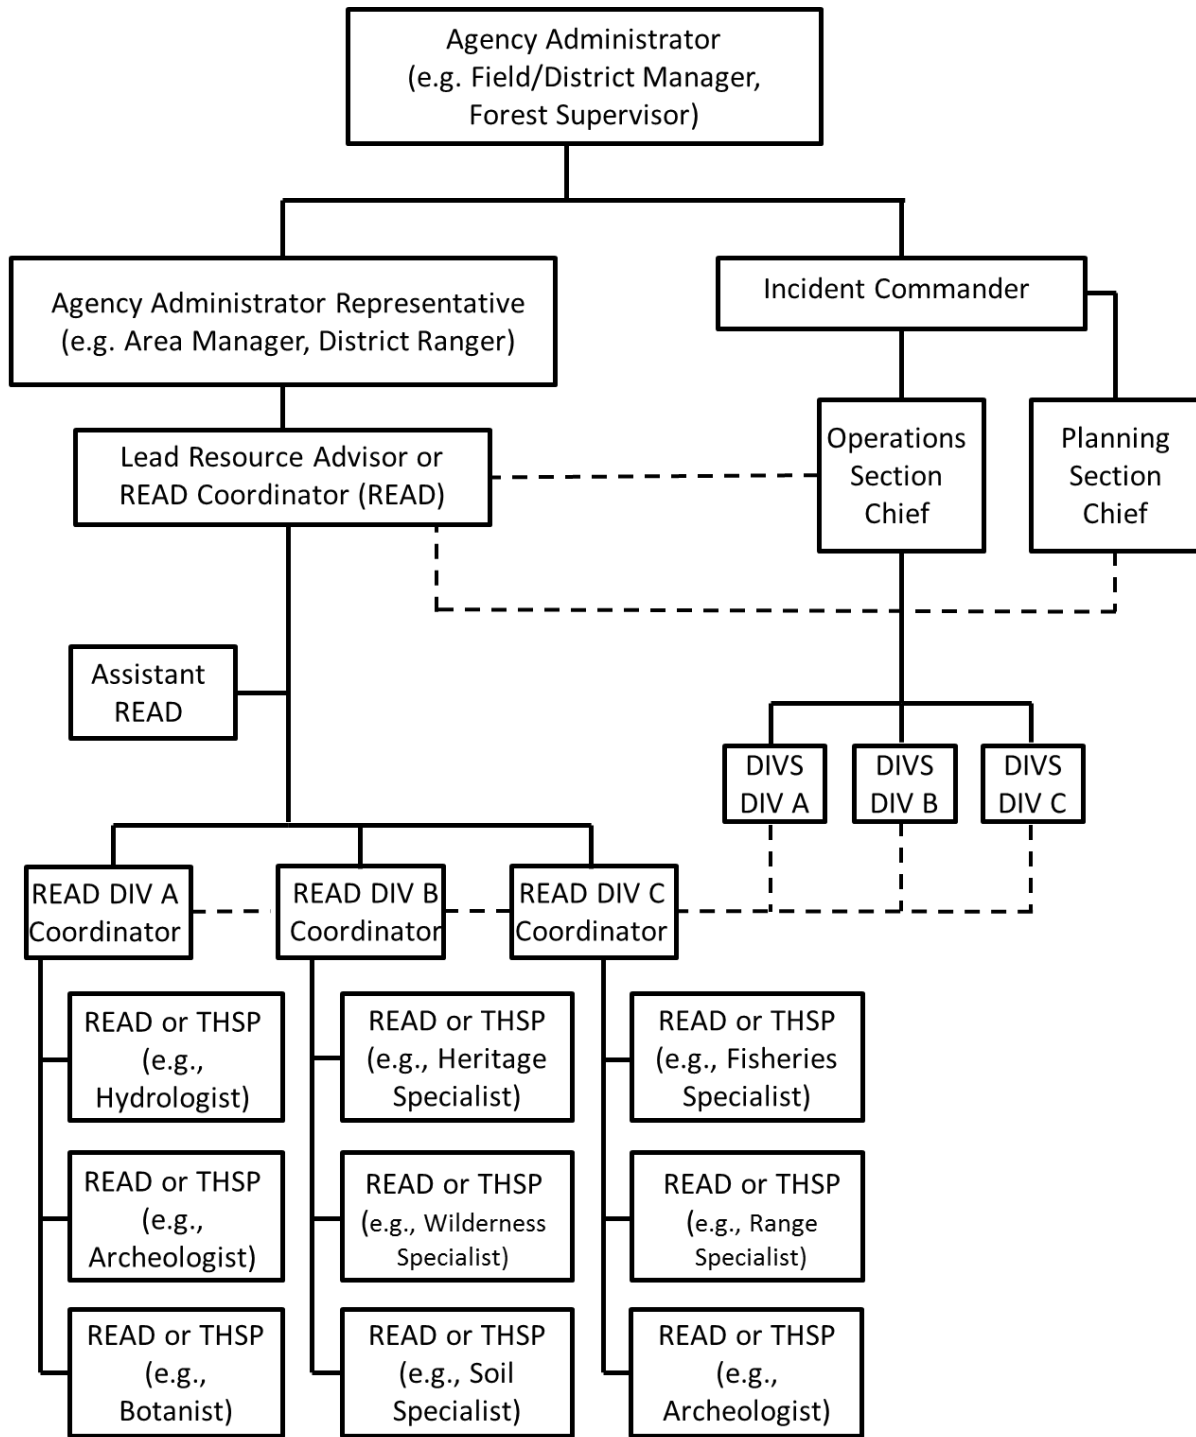 Agency Administrator
(e.g. Field/District Manager,
Forest Supervisor)
Agency Administrator Representative
(e.g. Area Manager, District Ranger)
Incident Commander
Lead Resource Advisor or
READ Coordinator (READ)
Operations
Section
Chief
Planning
Section
Chief
Assistant
READ
DIVS
DIV A
DIVS
DIV B
DIVS
DIV C
READ DIV A
Coordinator
READ DIV B
Coordinator
READ DIV C
Coordinator
READ or THSP
(e.g.,
Hydrologist)
READ or THSP
(e.g., Heritage
Specialist)
READ or THSP
(e.g., Fisheries
Specialist)
READ or THSP
(e.g.,
Archeologist)
READ or THSP
(e.g., Wilderness
Specialist)
READ or THSP
(e.g., Range
Specialist)
READ or THSP
(e.g.,
Botanist)
READ or THSP
(e.g., Soil
Specialist)
READ or THSP
(e.g.,
Archeologist)